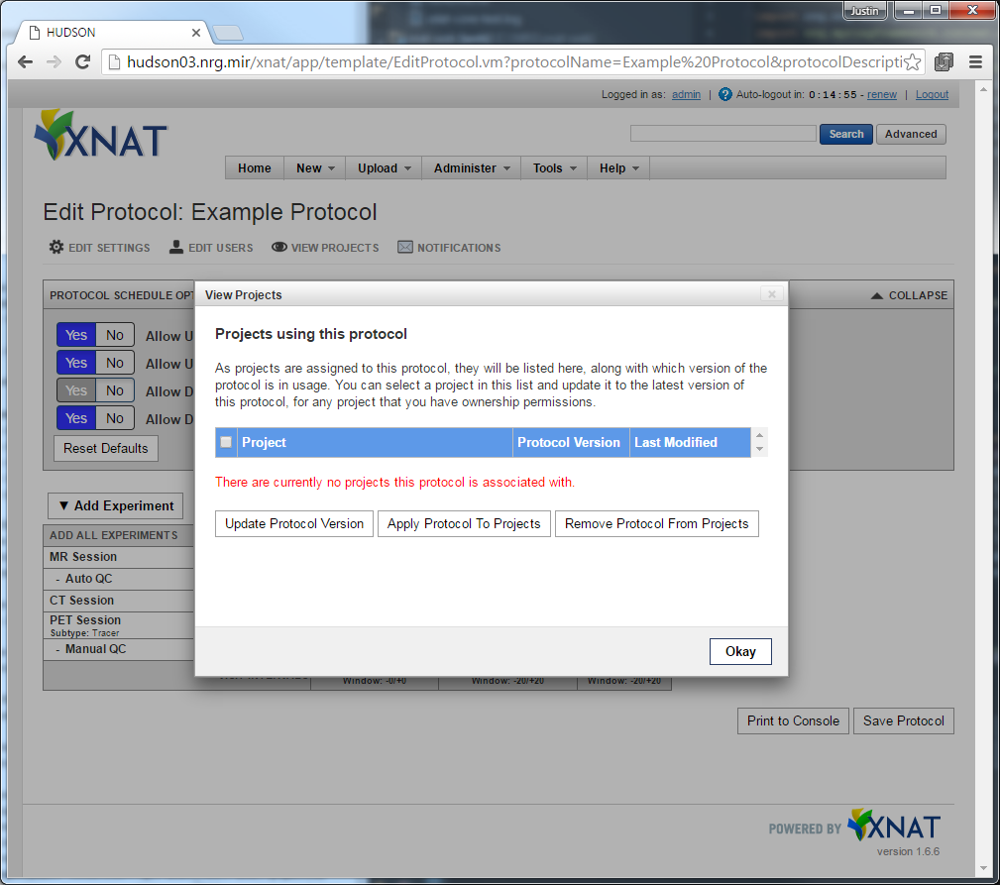 Justin
HUDSON
hudson03.nrg.mir/xnat/app/template/EditProtocol.vm?protocolName=Example%20Protocol&protocolDescripti
Logged in as: admin | Auto-logout in: 0:14:55 - renew | Logout
XNAT
Search Advanced
Home New Upload Administer Tools Help
Edit Protocol: Example Protocol
EDIT SETTINGS EDIT USERS VIEW PROJECTS NOTIFICATIONS
PROTOCOL SCHEDULE OPT
COLLAPSE
Yes No Allow U
Yes No Allow U
Yes No Allow D
Yes No Allow D
Reset Defaults
View Projects
Projects using this protocol
As projects are assigned to this protocol, they will be listed here, along with which version of the
protocol is in usage. You can select a project in this list and update it to the latest version of
this protocol, for any project that you have ownership permissions.
Project Protocol Version Last Modified
There are currently no projects this protocol is associated with.
Update Protocol Version Apply Protocol To Projects Remove Protocol From Projects
Okay
▼ Add Experiment
ADD ALL EXPERIMENTS
MR Session
- Auto QC
CT Session
PET Session
Subtype: Tracer
- Manual QC
Window: -0/+0 Window: -20/+20 Window: -20/+20
Print to Console Save Protocol
POWERED BY XNAT
version 1.6.6